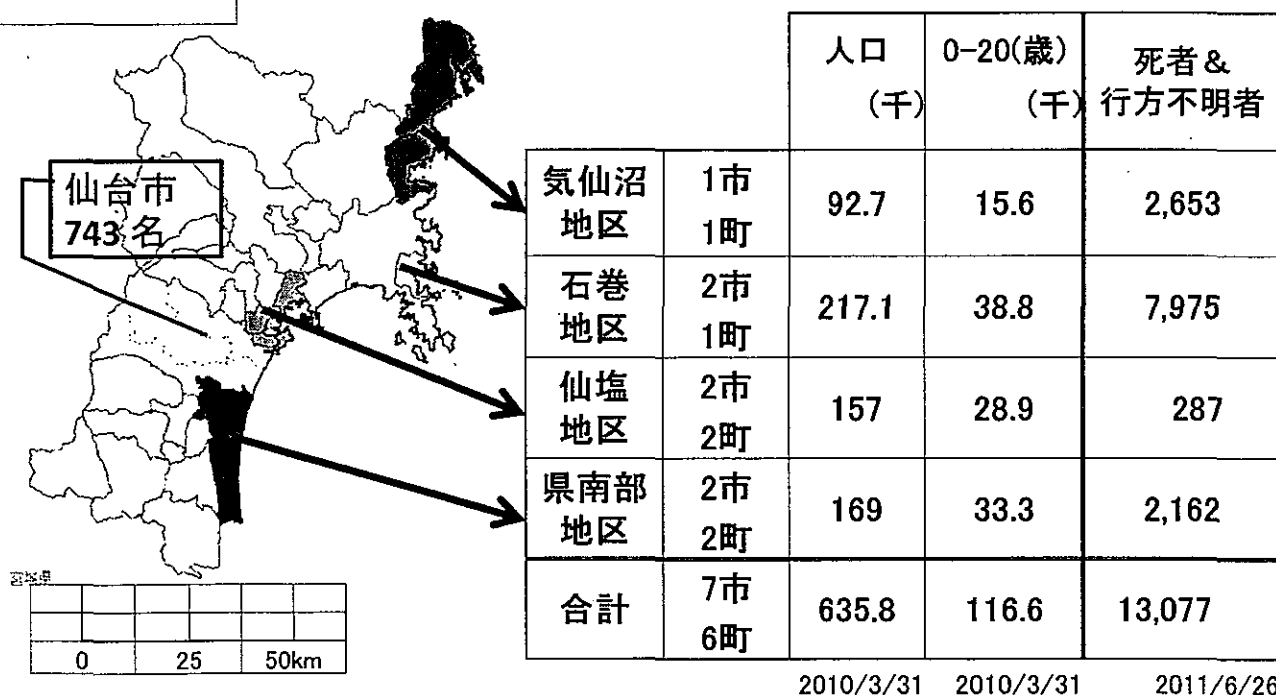 人口
(千)
0-20(歳)
(千)
死者&
行方不明者
仙台市
743 名
気仙沼
地区
1市
1町
92.7
15.6
2,653
石巻
地区
2市
1町
217.1
38.8
7,975
仙塩
地区
2市
2町
157
28.9
287
県南部
地区
2市
2町
169
33.3
2,162
合計
7市
6町
635.8
116.6
13,077
宮城県
0 25 50km
2010/3/31 2010/3/31 2011/6/26